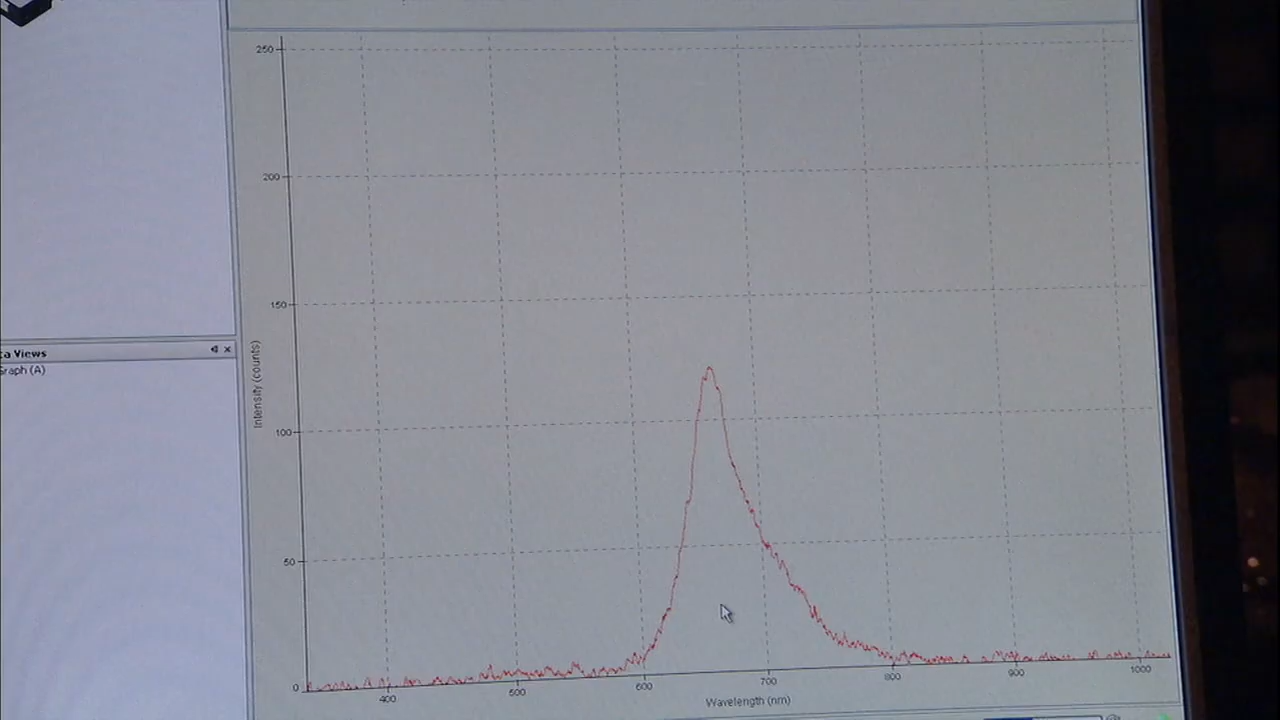 250
200
150
100
50
0
Intensity (counts)
400 500 600 700 800 900 1000
Wavelength (nm)
ta Views
Graph (A)